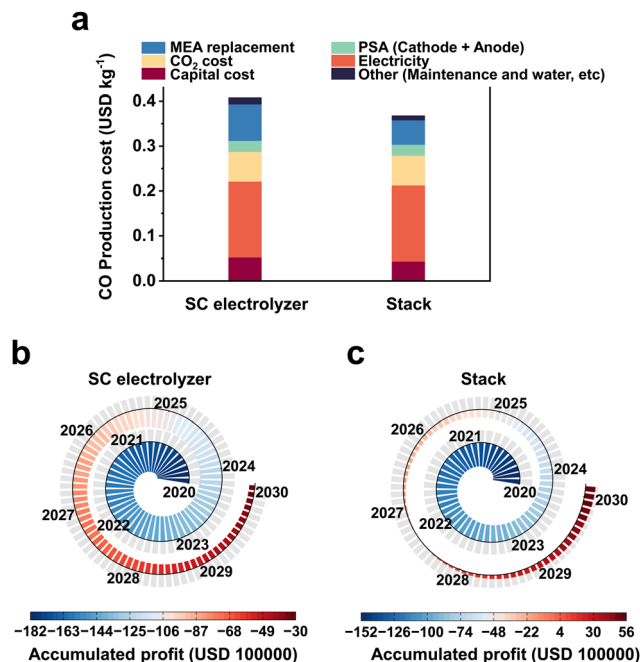 a
MEA replacement
PSA (Cathode + Anode)
CO₂ cost
Electricity
Capital cost
Other (Maintenance and water, etc)
CO Production cost (USD kg⁻¹)
0.4
0.3
0.2
0.1
0.0
SC electrolyzer
Stack
b
SC electrolyzer
2025
2026
2021
2024
2020
2030
2027
2022
2023
2028
2029
−182 −163 −144 −125 −106 −87 −68 −49 −30
Accumulated profit (USD 100000)
c
Stack
2025
2026
2021
2024
2020
2030
2027
2022
2023
2028
2029
−152 −126 −100 −74 −48 −22 4 30 56
Accumulated profit (USD 100000)